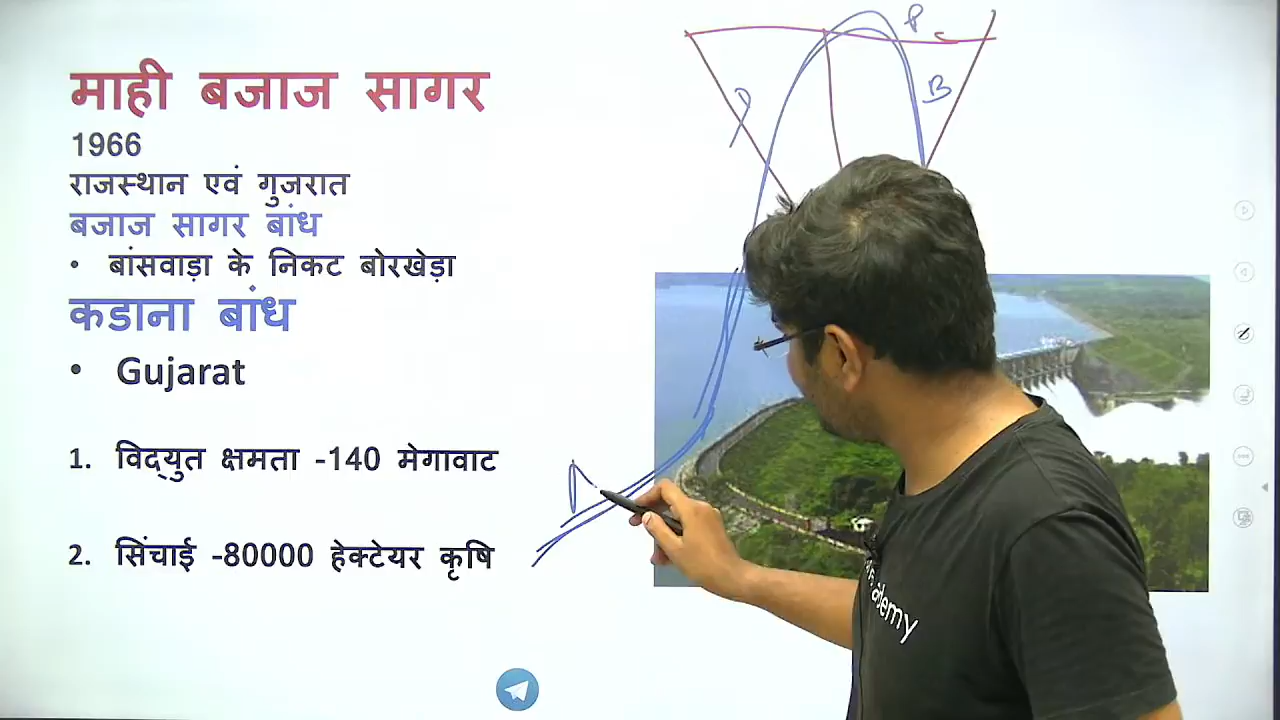 माही बजाज सागर
1966
राजस्थान एवं गुजरात
बजाज सागर बांध
• बांसवाड़ा के निकट बोरखेड़ा
कडाना बांध
• Gujarat
1. विद्युत क्षमता -140 मेगावाट
2. सिंचाई -80000 हेक्टेयर कृषि
P
B